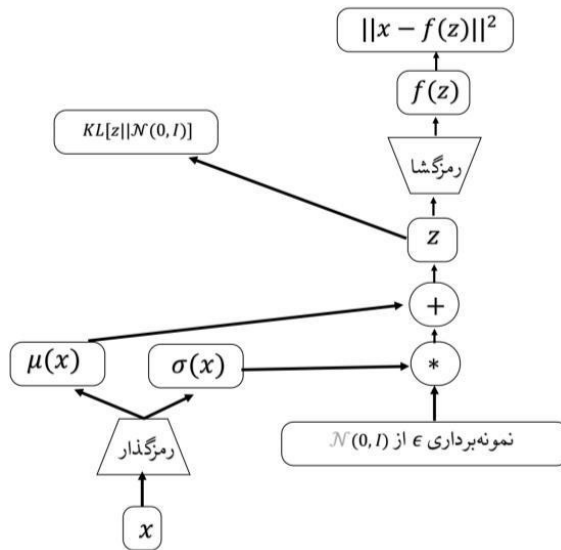 ||x − f(z)||²
f(z)
KL[z||𝒩(0, I)]
رمزگشا
z
+
μ(x)
σ(x)
*
نمونه‌برداری ϵ از 𝒩(0, I)
رمزگذار
x